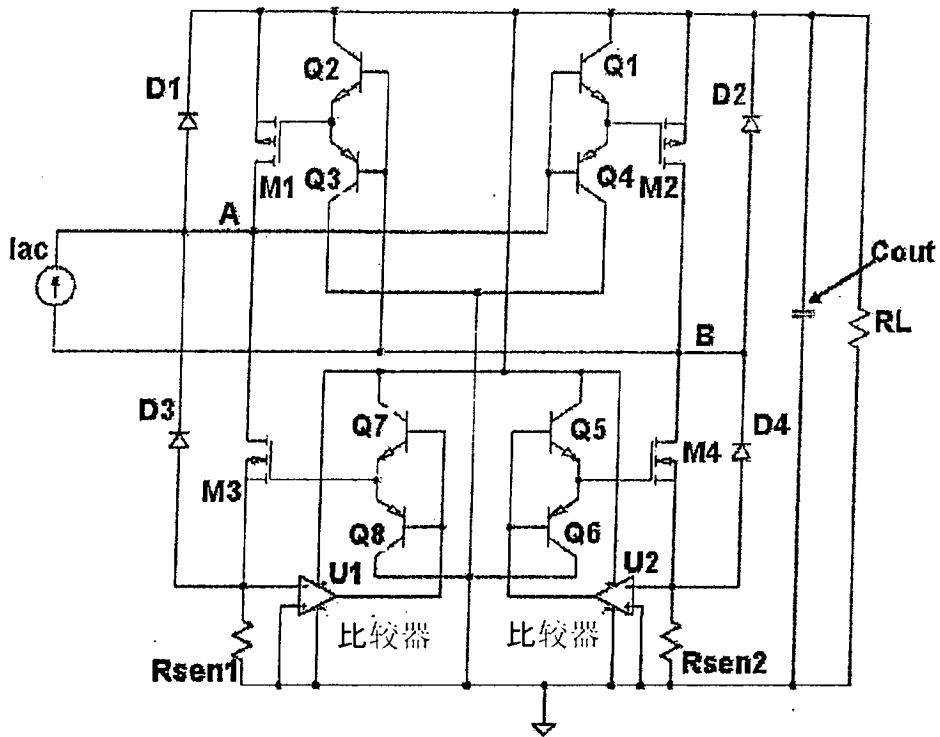 Q2
Q1
D1
D2
M1
Q3
Q4
M2
A
Iac
f
Cout
B
RL
D3
Q7
Q5
D4
M3
M4
Q8
Q6
U1
U2
比较器
比较器
Rsen1
Rsen2